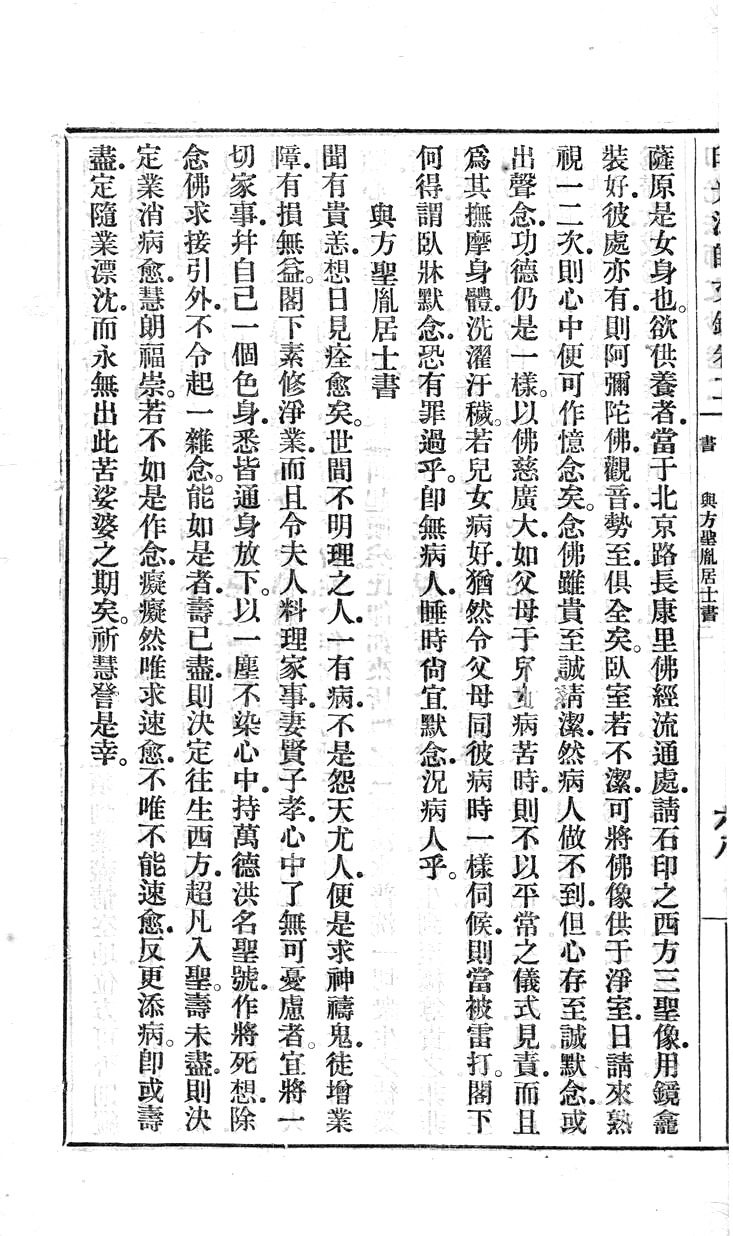 薩原是女身也。欲供養者。當于北京路長康里佛經流通處。請石印之西方三聖像。用鏡龕
裝好。彼處亦有。則阿彌陀佛。觀音。勢至。俱全矣。臥室若不潔。可將佛像供于淨室。日請來熟
視一二次。則心中便可作憶念矣。念佛雖貴至誠清潔。然病人做不到。但心存至誠默念。或
出聲念。功德仍是一樣。以佛慈廣大。如父母于兒女病苦時。則不以平常之儀式見責。而且
爲其撫摩身體。洗濯汙穢。若兒女病好。猶然令父母同彼病時一樣伺候。則當被雷打。閣下
何得謂臥牀默念。恐有罪過乎。卽無病人。睡時尙宜默念。況病人乎。
與方聖胤居士書
聞有貴恙。想日見痊愈矣。世間不明理之人。一有病。不是怨天尤人。便是求神禱鬼。徒增業
障。有損無益。閣下素修淨業。而且令夫人料理家事。妻賢子孝。心中了無可憂慮者。宜將一
切家事。幷自己一個色身。悉皆通身放下。以一塵不染心中。持萬德洪名聖號。作將死想。除
念佛求接引外。不令起一雜念。能如是者。壽已盡。則決定往生西方。超凡入聖。壽未盡。則決
定業消病愈。慧朗福崇。若不如是作念。癡癡然唯求速愈。不唯不能速愈。反更添病。卽或壽
盡。定隨業漂沈。而永無出此苦娑婆之期矣。祈慧詧是幸。
書 與方聖胤居士書